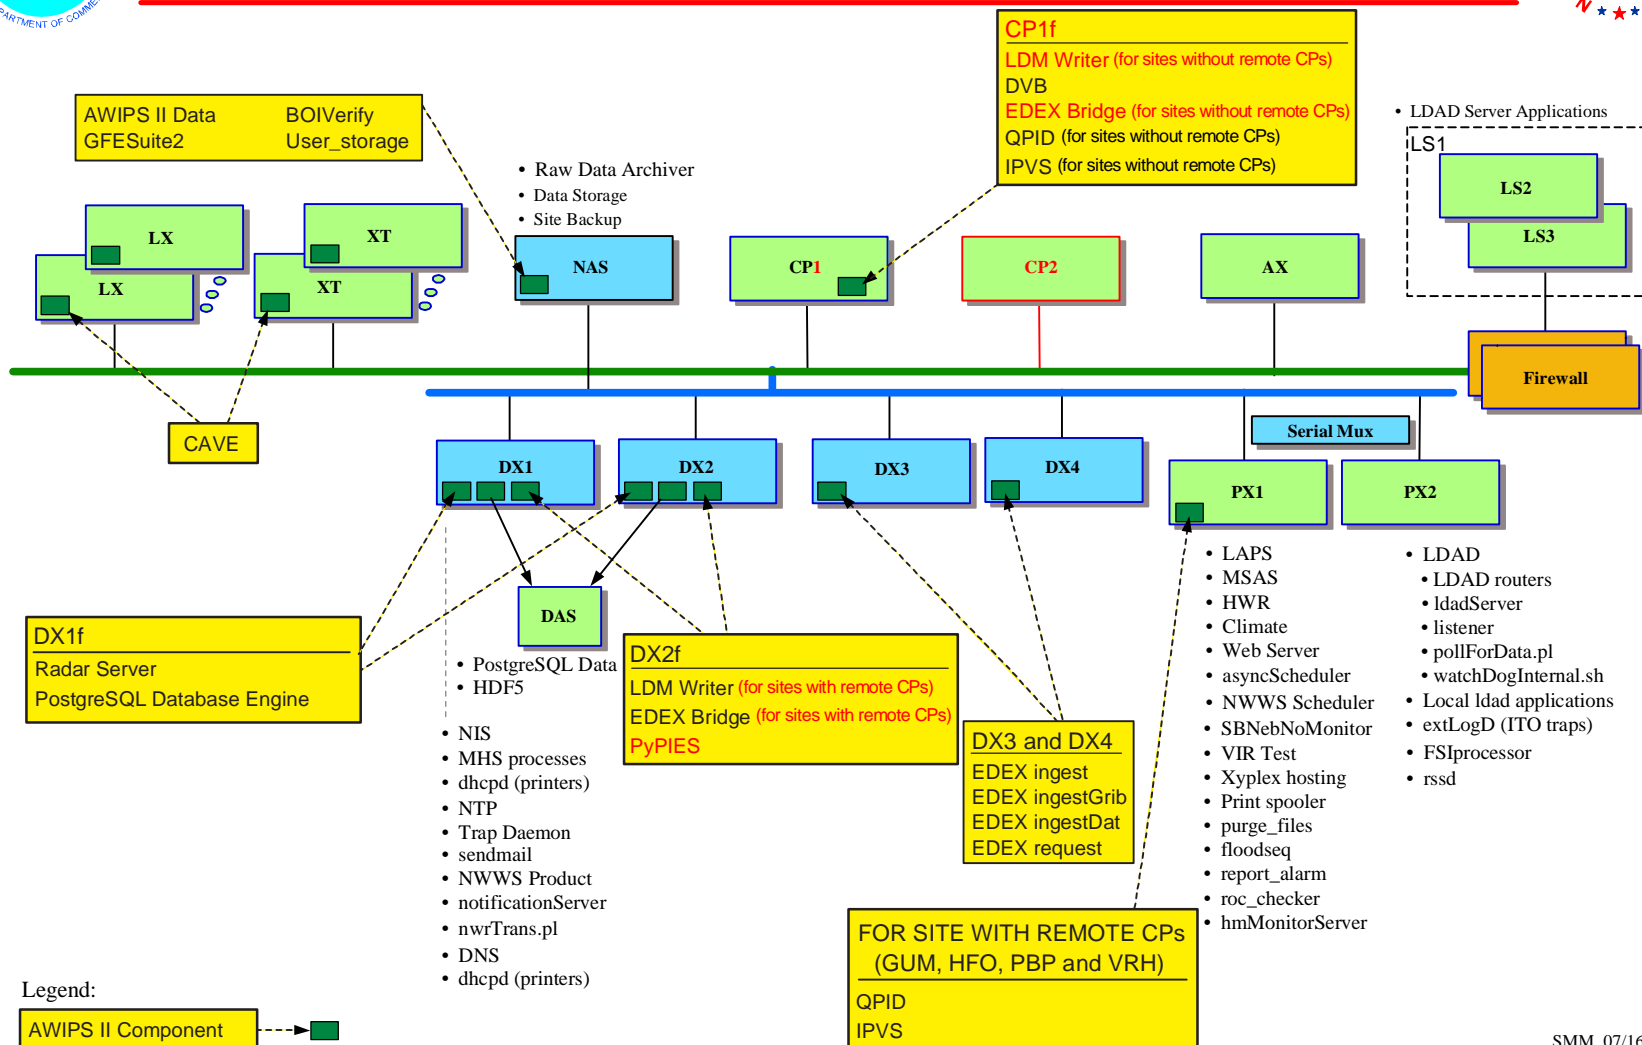 PARTMENT OF COMME
N
CP1f
LDM Writer (for sites without remote CPs)
DVB
EDEX Bridge (for sites without remote CPs)
QPID (for sites without remote CPs)
IPVS (for sites without remote CPs)
AWIPS II Data BOIVerify
GFESuite2 User_storage
• LDAD Server Applications
LS1
LS2
LS3
• Raw Data Archiver
• Data Storage
• Site Backup
LX
LX
XT
XT
NAS
CP1
CP2
AX
Firewall
CAVE
Serial Mux
DX1
DX2
DX3
DX4
PX1
PX2
DAS
DX1f
Radar Server
PostgreSQL Database Engine
• PostgreSQL Data
• HDF5
DX2f
LDM Writer (for sites with remote CPs)
EDEX Bridge (for sites with remote CPs)
PyPIES
DX3 and DX4
EDEX ingest
EDEX ingestGrib
EDEX ingestDat
EDEX request
• NIS
• MHS processes
• dhcpd (printers)
• NTP
• Trap Daemon
• sendmail
• NWWS Product
• notificationServer
• nwrTrans.pl
• DNS
• dhcpd (printers)
• LAPS
• MSAS
• HWR
• Climate
• Web Server
• asyncScheduler
• NWWS Scheduler
• SBNebNoMonitor
• VIR Test
• Xyplex hosting
• Print spooler
• purge_files
• floodseq
• report_alarm
• roc_checker
• hmMonitorServer
• LDAD
• LDAD routers
• ldadServer
• listener
• pollForData.pl
• watchDogInternal.sh
• Local ldad applications
• extLogD (ITO traps)
• FSIprocessor
• rssd
FOR SITE WITH REMOTE CPs
(GUM, HFO, PBP and VRH)
QPID
IPVS
Legend:
AWIPS II Component
SMM 07/16